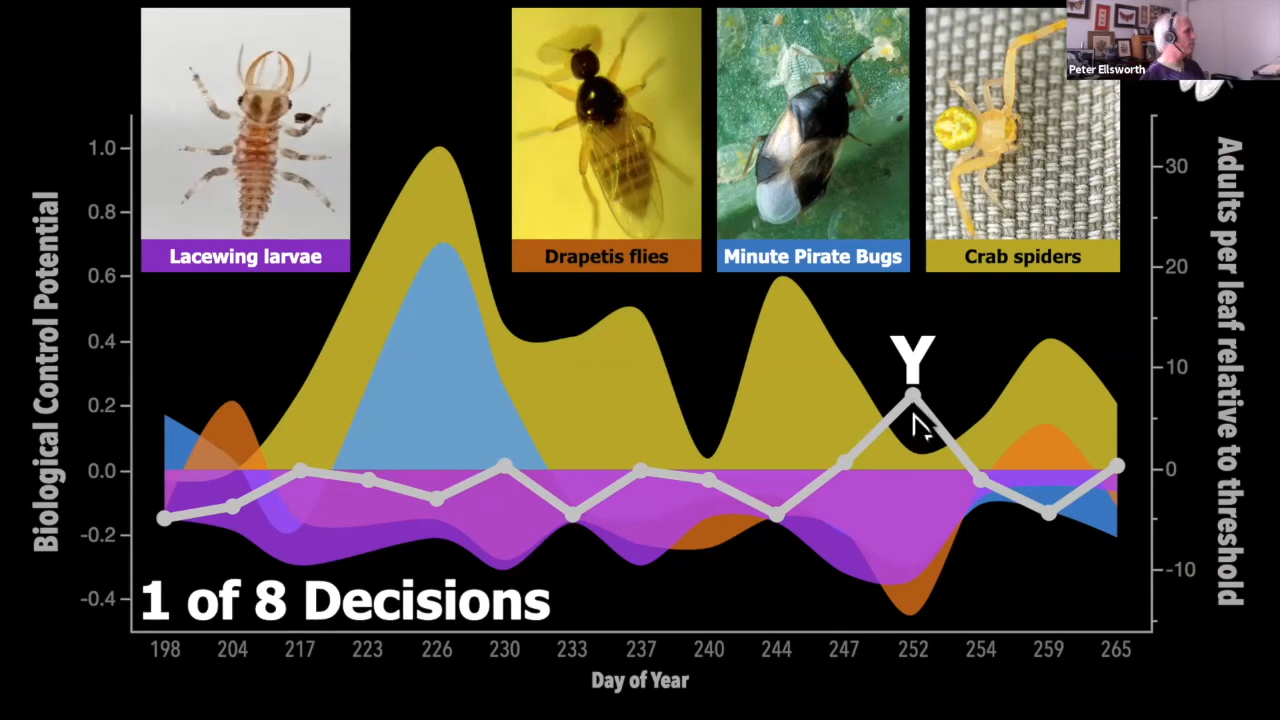 Peter Ellsworth
Lacewing larvae
Drapetis flies
Minute Pirate Bugs
Crab spiders
Biological Control Potential
1.0
0.8
0.6
0.4
0.2
0.0
-0.2
-0.4
Adults per leaf relative to threshold
30
20
10
0
-10
Y
1 of 8 Decisions
198 204 217 223 226 230 233 237 240 244 247 252 254 259 265
Day of Year